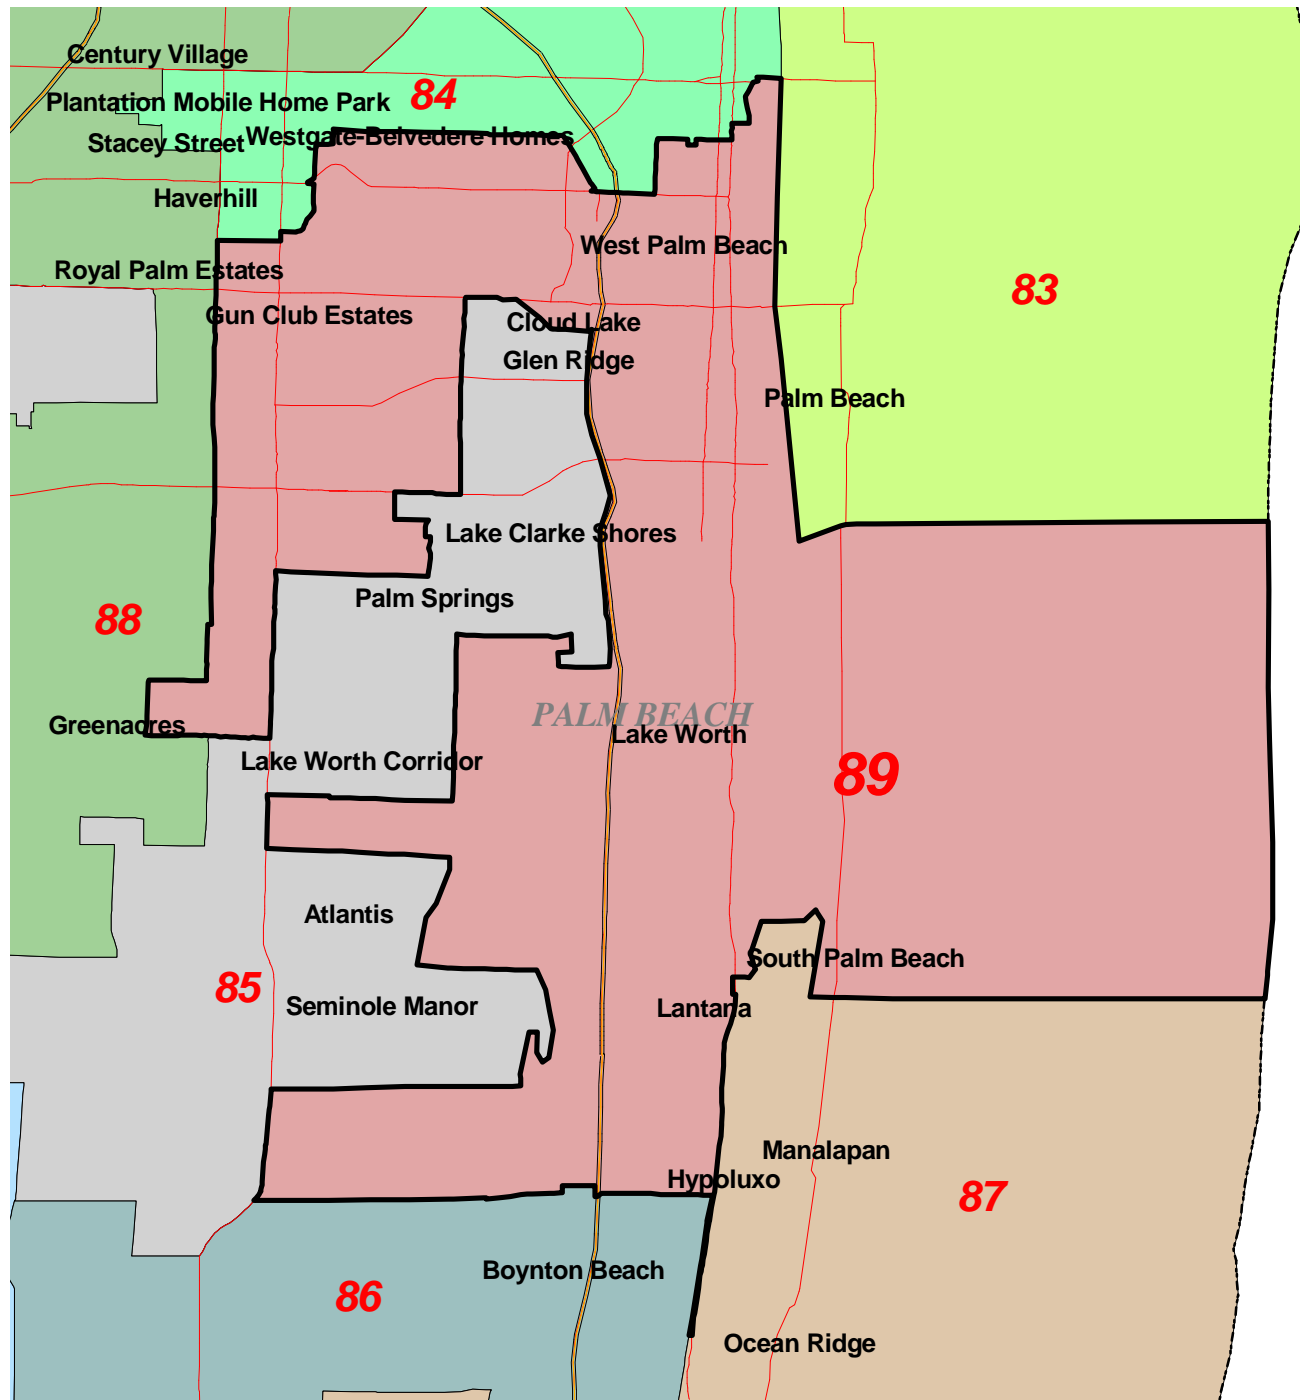 Century Village
84
Plantation Mobile Home Park
Westgate-Belvedere Homes
Stacey Street
Haverhill
West Palm Beach
Royal Palm Estates
83
Gun Club Estates
Cloud Lake
Glen Ridge
Palm Beach
Lake Clarke Shores
Palm Springs
88
PALM BEACH
Greenacres
Lake Worth
Lake Worth Corridor
89
Atlantis
South Palm Beach
85
Seminole Manor
Lantana
Manalapan
Hypoluxo
87
Boynton Beach
86
Ocean Ridge